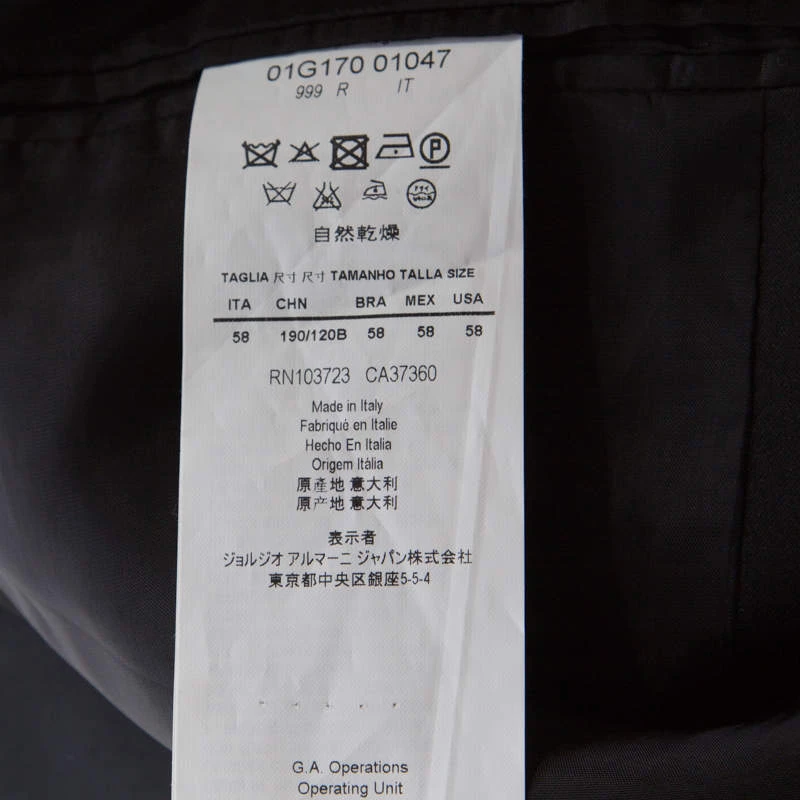 01G170 01047
999 R IT
P
自然乾燥
TAGLIA 尺寸 尺寸 TAMANHO TALLA SIZE
ITA CHN BRA MEX USA
58 190/120B 58 58 58
RN103723 CA37360
Made in Italy
Fabriqué en Italie
Hecho En Italia
Origem Itália
原產地 意大利
原产地 意大利
表示者
ジョルジオ アルマーニ ジャパン株式会社
東京都中央区銀座5-5-4
G.A. Operations
Operating Unit